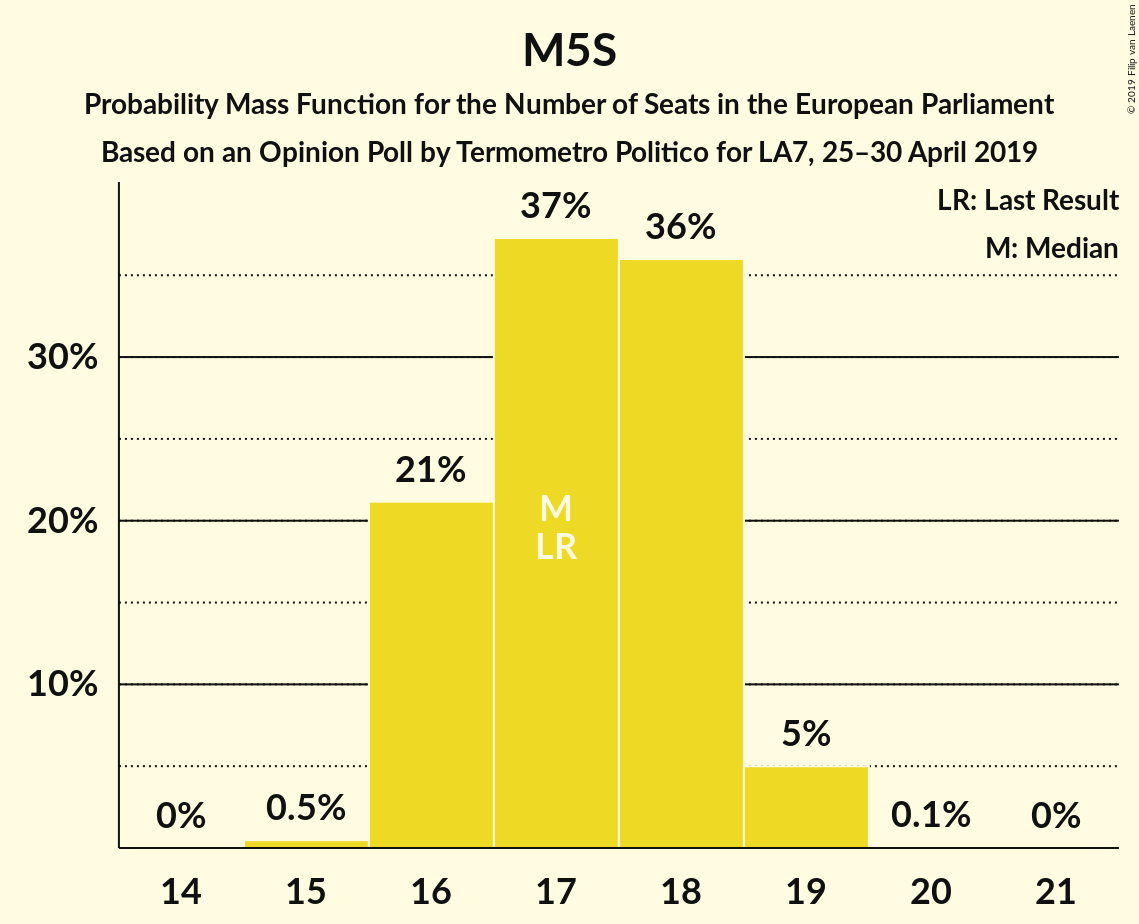 M5S
Probability Mass Function for the Number of Seats in the European Parliament
Based on an Opinion Poll by Termometro Politico for LA7, 25–30 April 2019
© 2019 Filip van Laenen
LR: Last Result
M: Median
37%
36%
30%
21%
20%
M
LR
10%
5%
0%
0.5%
0.1%
0%
14 15 16 17 18 19 20 21